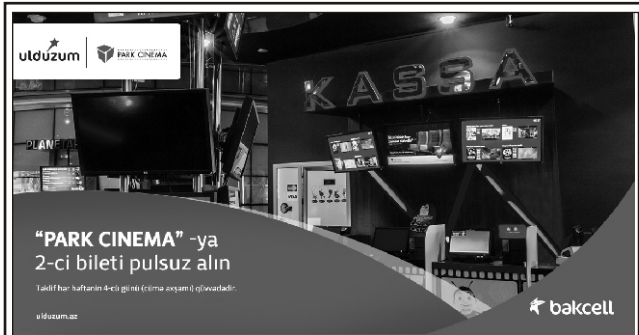 ulduzum
PARK CINEMA
KASSA
PLANET
"PARK CINEMA" -ya
2-ci bileti pulsuz alın
Təklif hər həftənin 4-cü günü (cümə axşamı) qüvvədədir.
ulduzum.az
bakcell